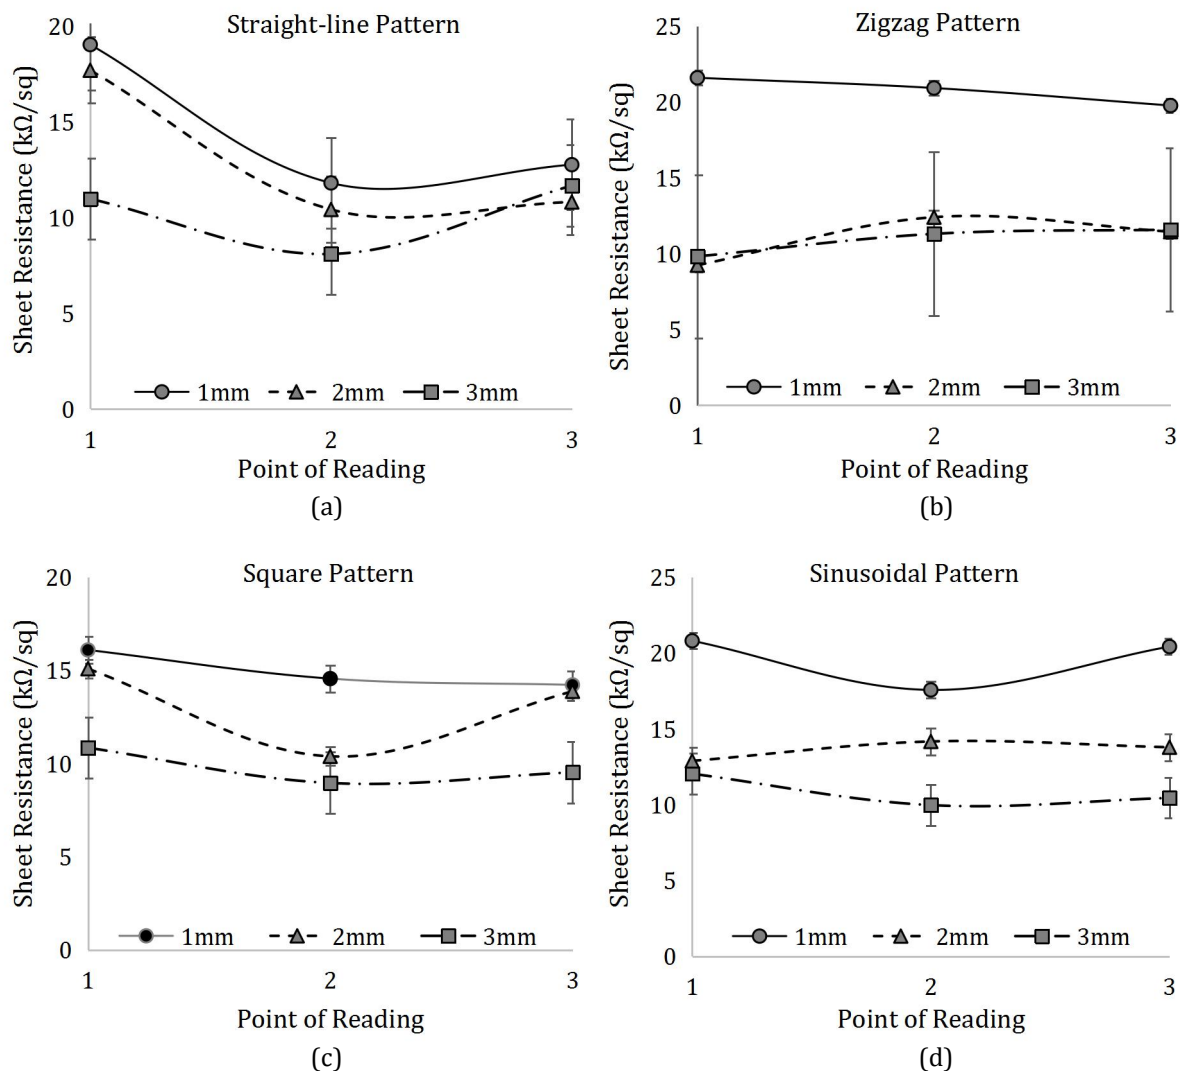 Straight-line Pattern
Sheet Resistance (kΩ/sq)
20
15
10
5
0
1mm 2mm 3mm
1 2 3
Point of Reading
(a)
Zigzag Pattern
Sheet Resistance (kΩ/sq)
25
20
15
10
5
0
1mm 2mm 3mm
1 2 3
Point of Reading
(b)
Square Pattern
Sheet Resistance (kΩ/sq)
20
15
10
5
0
1mm 2mm 3mm
1 2 3
Point of Reading
(c)
Sinusoidal Pattern
Sheet Resistance (kΩ/sq)
25
20
15
10
5
0
1mm 2mm 3mm
1 2 3
Point of Reading
(d)